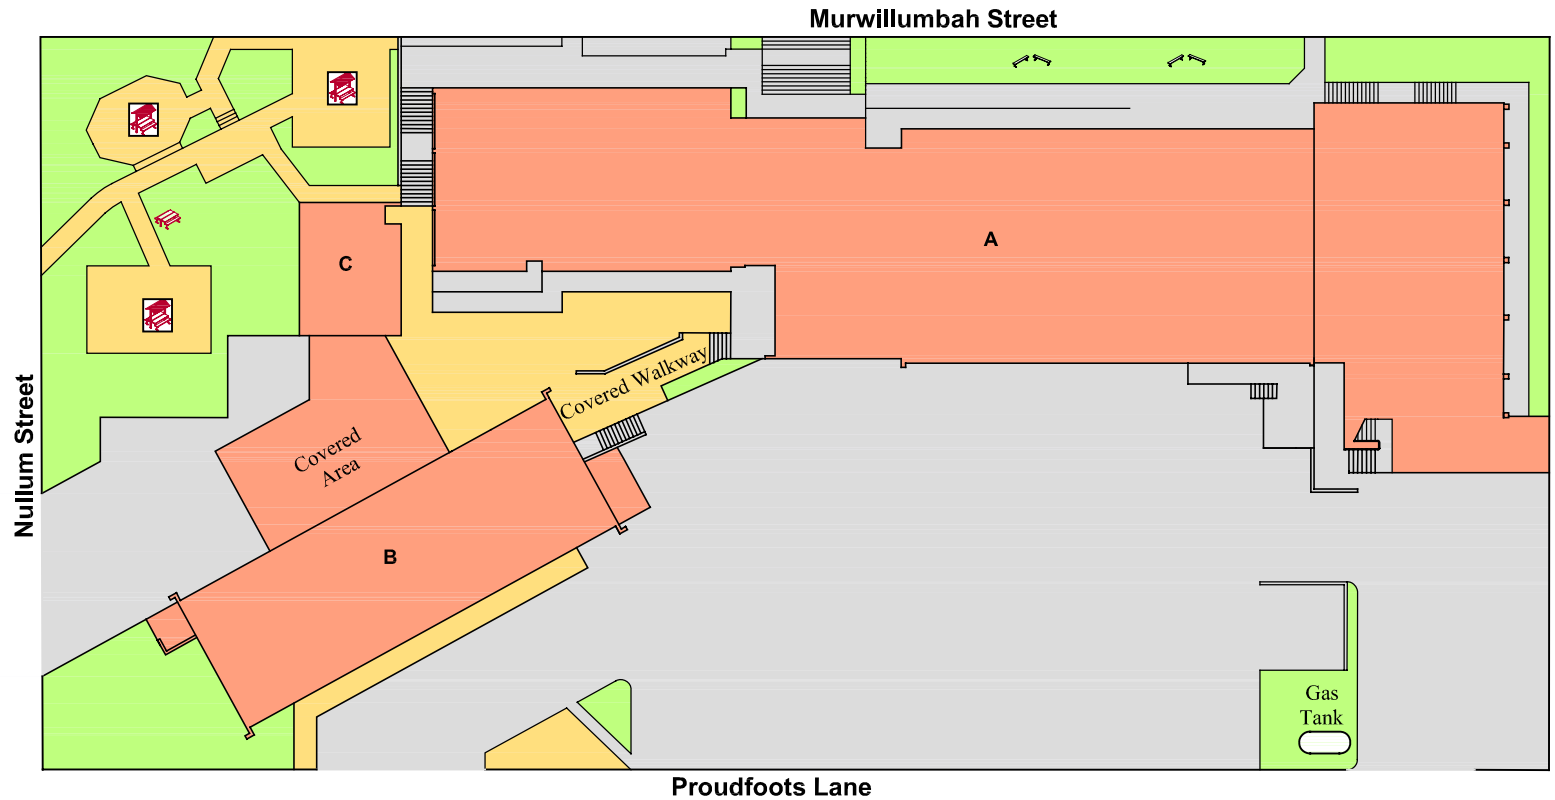 Murwillumbah Street
A
C
Covered Walkway
Nullum Street
Covered
Area
B
Gas
Tank
Proudfoots Lane